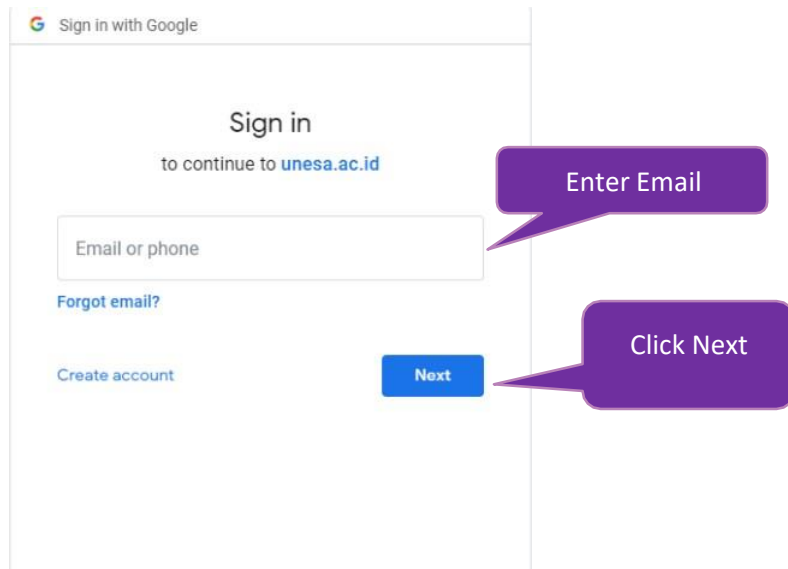 Sign in with Google
Sign in
to continue to unesa.ac.id
Enter Email
Email or phone
Forgot email?
Click Next
Create account
Next